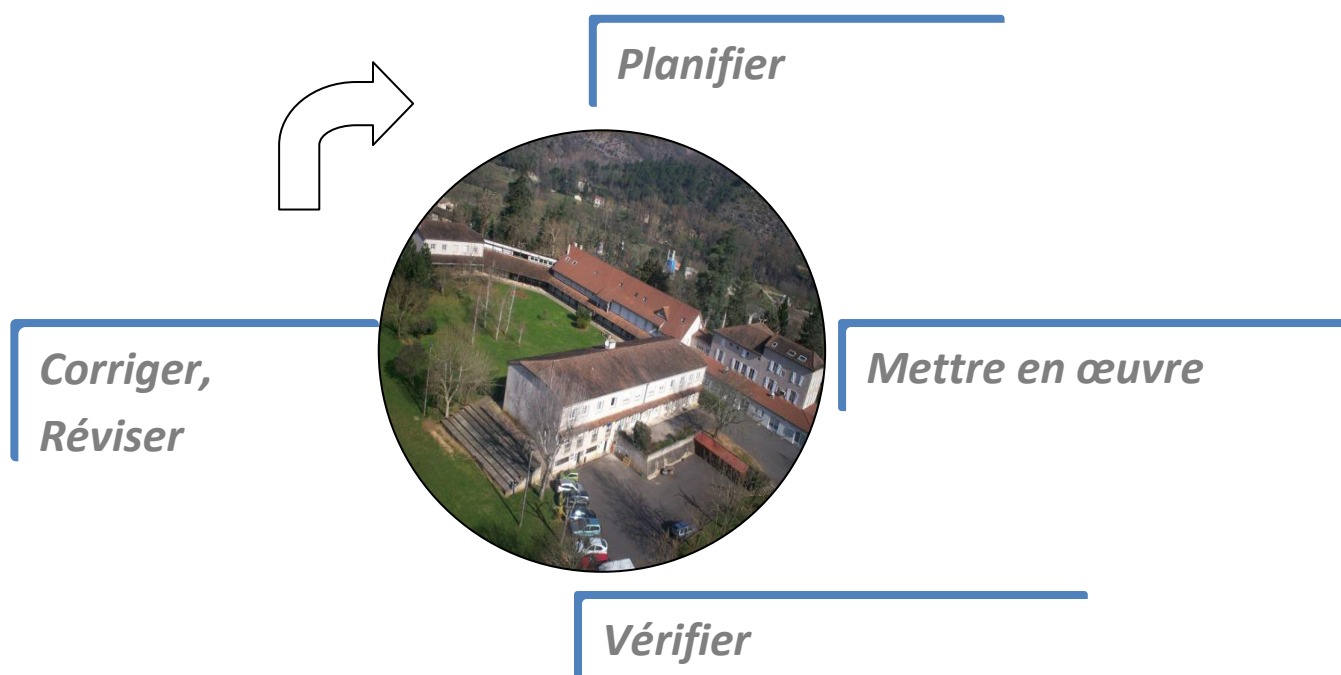 Planifier
Mettre en œuvre
Corriger,
Réviser
Vérifier